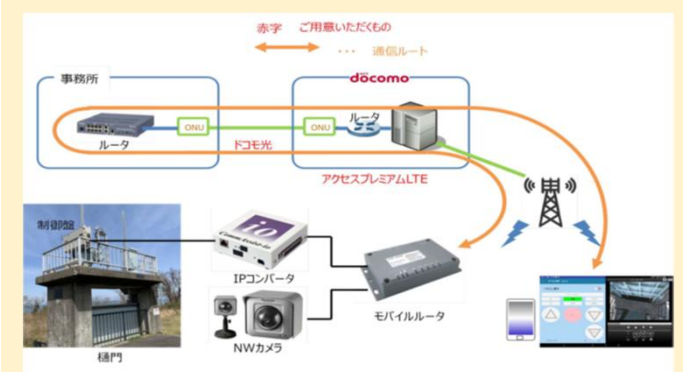 赤字 ご用意いただくもの
・・・ 通信ルート
事務所
döcomo
ルータ
ONU
ONU
ルータ
ドコモ光
アクセスプレミアムLTE
制御盤
io
IPコンバータ
NWカメラ
モバイルルータ
樋門